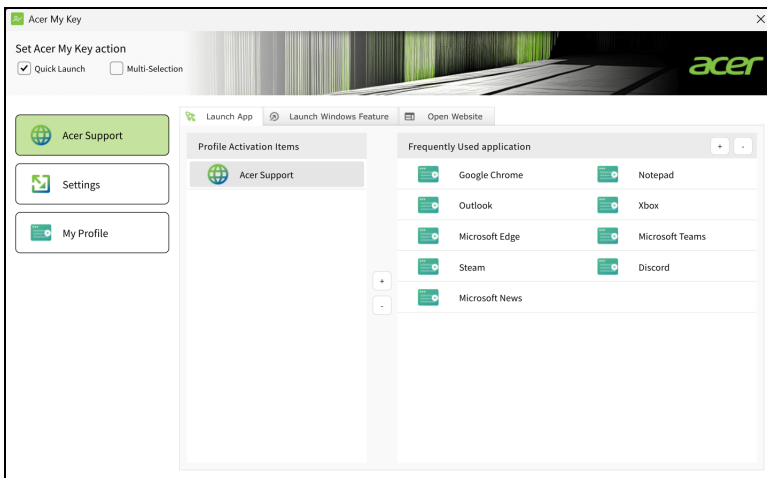 Acer My Key
Set Acer My Key action
Quick Launch
Multi-Selection
acer
Acer Support
Settings
My Profile
Launch App
Launch Windows Feature
Open Website
Profile Activation Items
Acer Support
+
-
Frequently Used application
+ -
Google Chrome
Notepad
Outlook
Xbox
Microsoft Edge
Microsoft Teams
Steam
Discord
Microsoft News